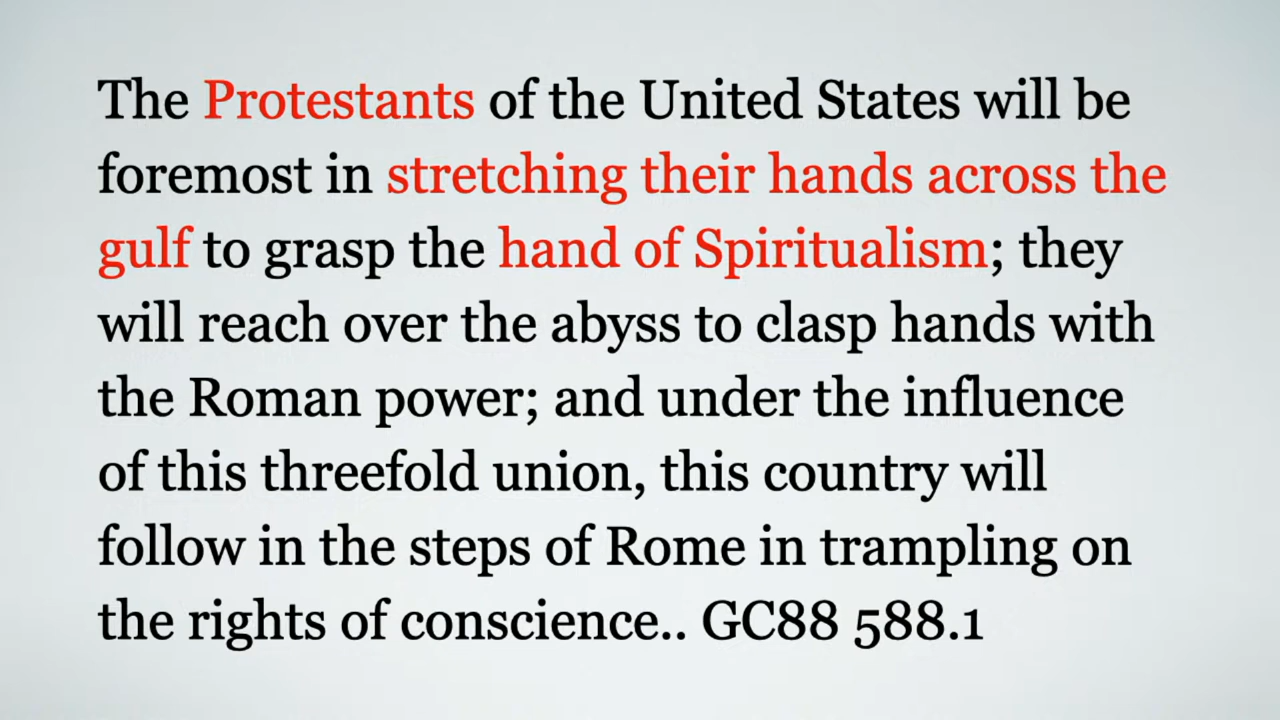 The Protestants of the United States will be
foremost in stretching their hands across the
gulf to grasp the hand of Spiritualism; they
will reach over the abyss to clasp hands with
the Roman power; and under the influence
of this threefold union, this country will
follow in the steps of Rome in trampling on
the rights of conscience.. GC88 588.1